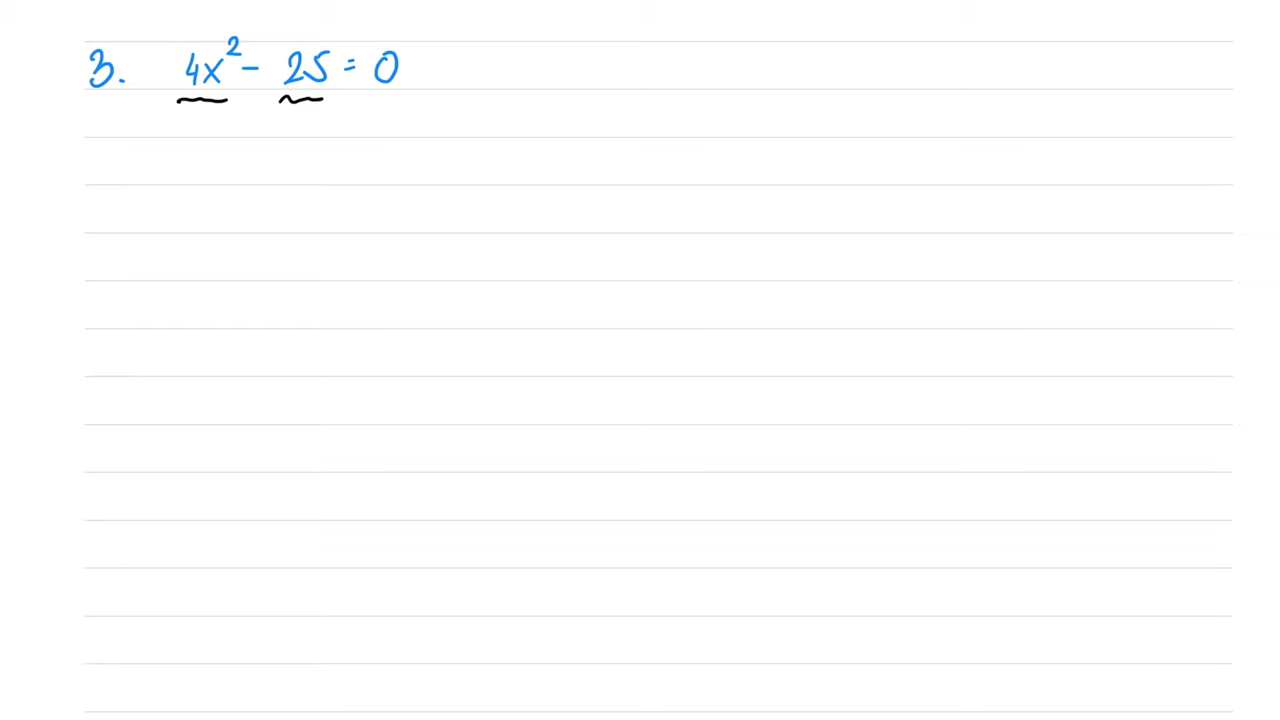 3. 4x² - 25 = 0